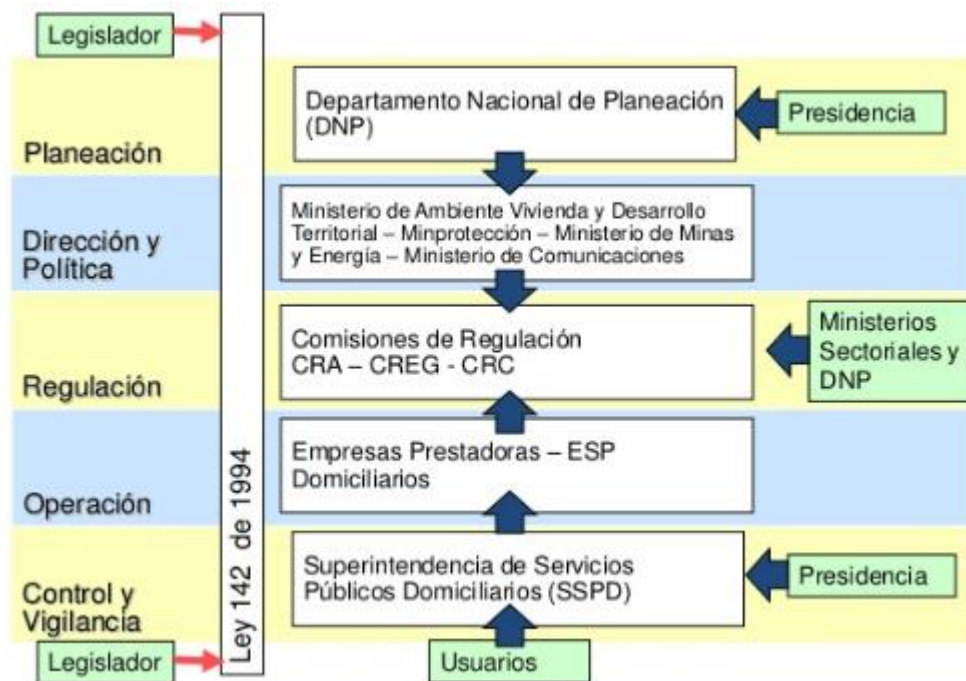 Legislador
Planeación
Departamento Nacional de Planeación
(DNP)
Presidencia
Dirección y
Política
Ministerio de Ambiente Vivienda y Desarrollo
Territorial – Minprotección – Ministerio de Minas
y Energía – Ministerio de Comunicaciones
Regulación
Comisiones de Regulación
CRA – CREG - CRC
Ministerios
Sectoriales y
DNP
Operación
Ley 142 de 1994
Empresas Prestadoras – ESP
Domiciliarios
Control y
Vigilancia
Superintendencia de Servicios
Públicos Domiciliarios (SSPD)
Presidencia
Legislador
Usuarios